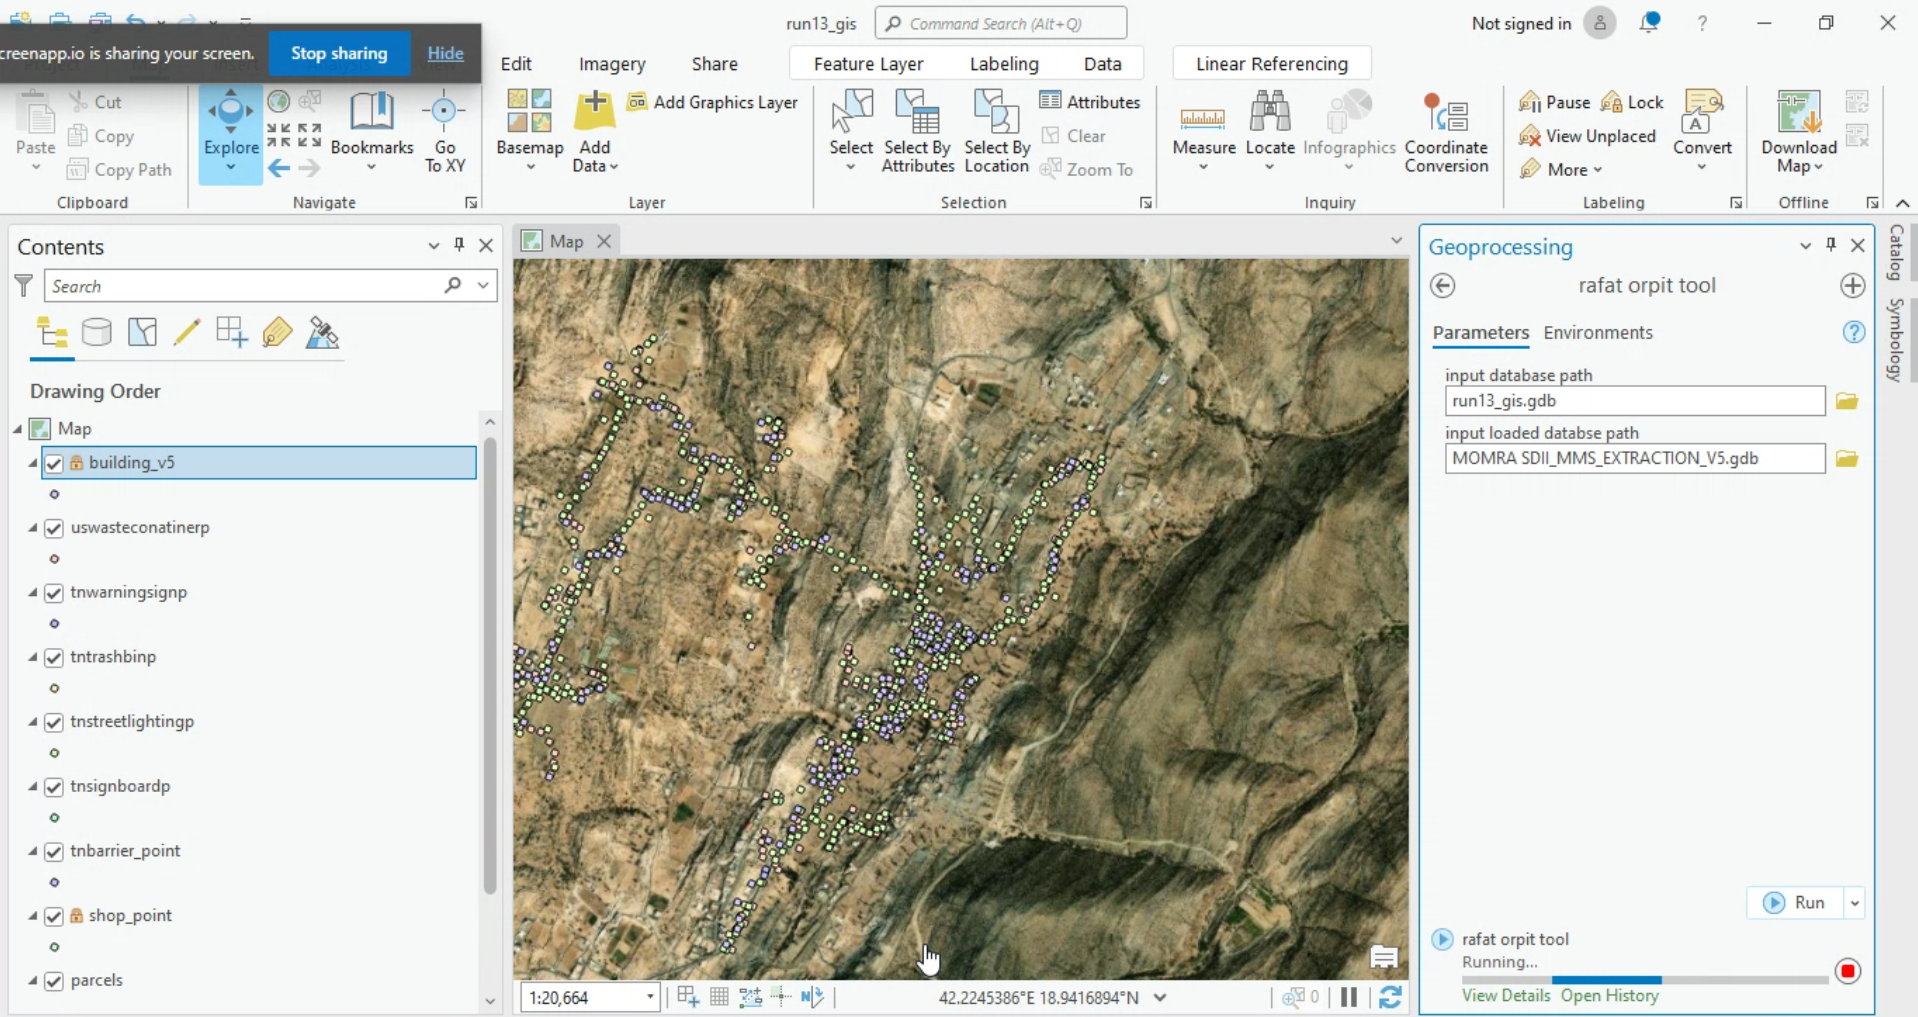 run13_gis
Command Search (Alt+Q)
Not signed in
?
creenapp.io is sharing your screen.
Stop sharing
Hide
Edit
Imagery
Share
Feature Layer
Labeling
Data
Linear Referencing
Paste
Cut
Copy
Copy Path
Clipboard
Explore
Bookmarks
Go
To XY
Navigate
Basemap
Add
Data
Add Graphics Layer
Layer
Select
Select By
Attributes
Select By
Location
Attributes
Clear
Zoom To
Selection
Measure
Locate
Infographics
Coordinate
Conversion
Inquiry
Pause
Lock
View Unplaced
More
A
Convert
Labeling
Download
Map
Offline
Contents
Search
Drawing Order
Map
building_v5
uswasteconatinerp
tnwarningsignp
tntrashbinp
tnstreetlightingp
tnsignboardp
tnbarrier_point
shop_point
parcels
Map
1:20,664
N
42.2245386°E 18.9416894°N
0
Geoprocessing
rafat orpit tool
Parameters
Environments
?
input database path
run13_gis.gdb
input loaded databse path
MOMRA SDII_MMS_EXTRACTION_V5.gdb
Run
rafat orpit tool
Running...
View Details
Open History
Catalog
Symbology